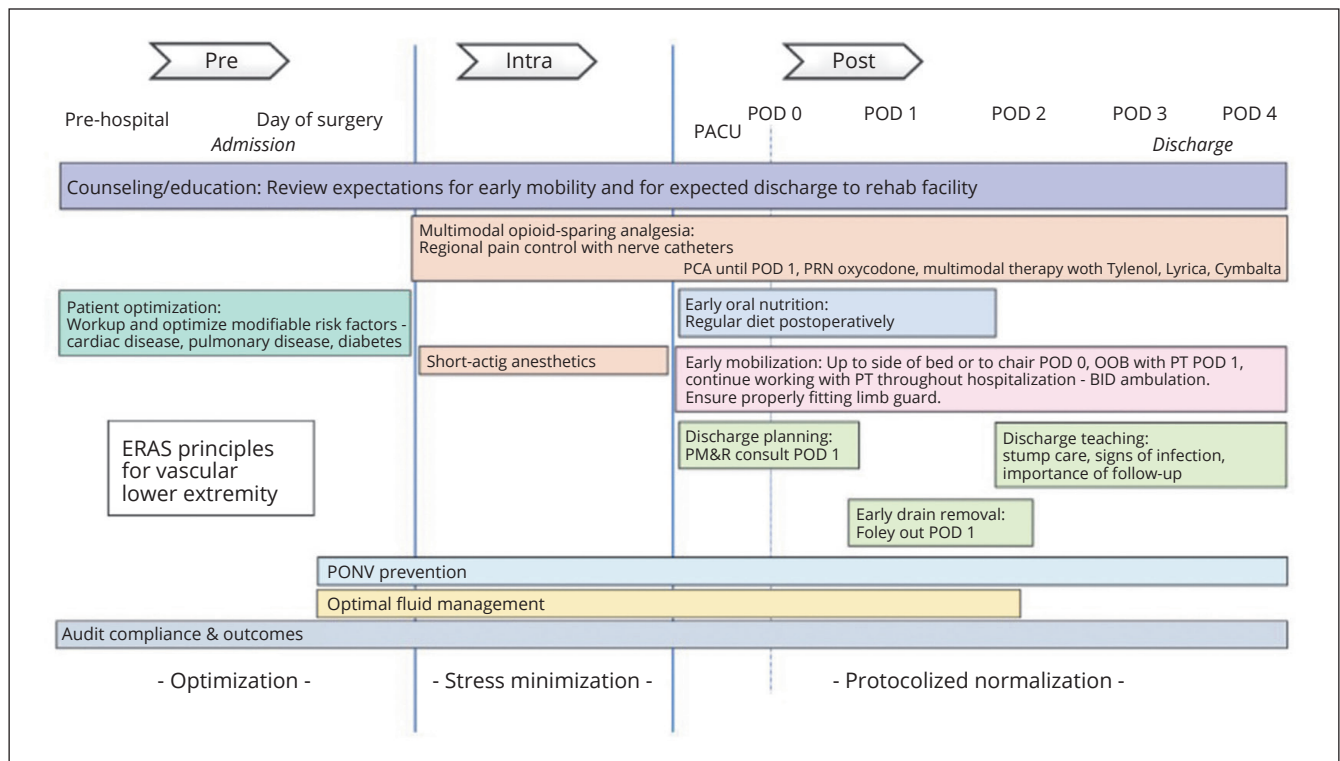 Pre
Intra
Post
Pre-hospital
Day of surgery
Admission
PACU
POD 0
POD 1
POD 2
POD 3
POD 4
Discharge
Counseling/education: Review expectations for early mobility and for expected discharge to rehab facility
Multimodal opioid-sparing analgesia:
Regional pain control with nerve catheters
PCA until POD 1, PRN oxycodone, multimodal therapy woth Tylenol, Lyrica, Cymbalta
Patient optimization:
Workup and optimize modifiable risk factors -
cardiac disease, pulmonary disease, diabetes
Early oral nutrition:
Regular diet postoperatively
Short-actig anesthetics
Early mobilization: Up to side of bed or to chair POD 0, OOB with PT POD 1,
continue working with PT throughout hospitalization - BID ambulation.
Ensure properly fitting limb guard.
ERAS principles
for vascular
lower extremity
Discharge planning:
PM&R consult POD 1
Discharge teaching:
stump care, signs of infection,
importance of follow-up
Early drain removal:
Foley out POD 1
PONV prevention
Optimal fluid management
Audit compliance & outcomes
- Optimization -
- Stress minimization -
- Protocolized normalization -